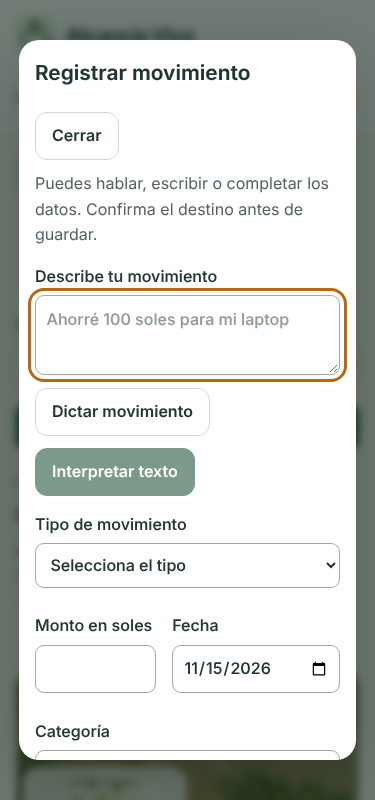 Registrar movimiento
Cerrar
Puedes hablar, escribir o completar los
datos. Confirma el destino antes de
guardar.
Describe tu movimiento
Ahorré 100 soles para mi laptop
Dictar movimiento
Interpretar texto
Tipo de movimiento
Selecciona el tipo
Monto en soles Fecha
11/15/2026
Categoría